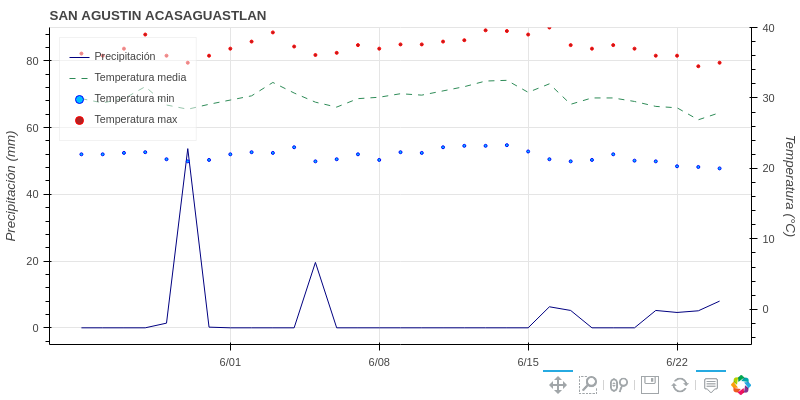 SAN AGUSTIN ACASAGUASTLAN
Precipitación
Temperatura media
Temperatura min
Temperatura max
Precipitación (mm)
80
60
40
20
0
Temperatura (°C)
40
30
20
10
0
6/01
6/08
6/15
6/22